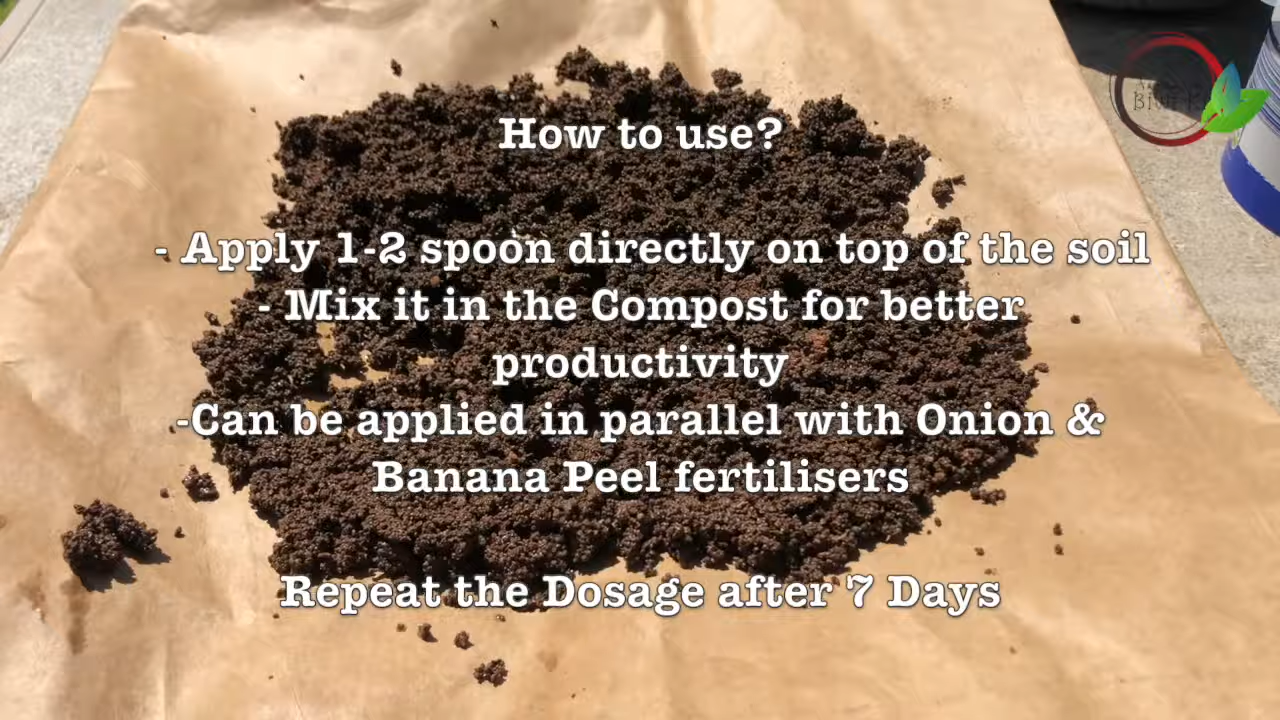 How to use?
- Apply 1-2 spoon directly on top of the soil
- Mix it in the Compost for better
productivity
-Can be applied in parallel with Onion &
Banana Peel fertilisers
Repeat the Dosage after 7 Days